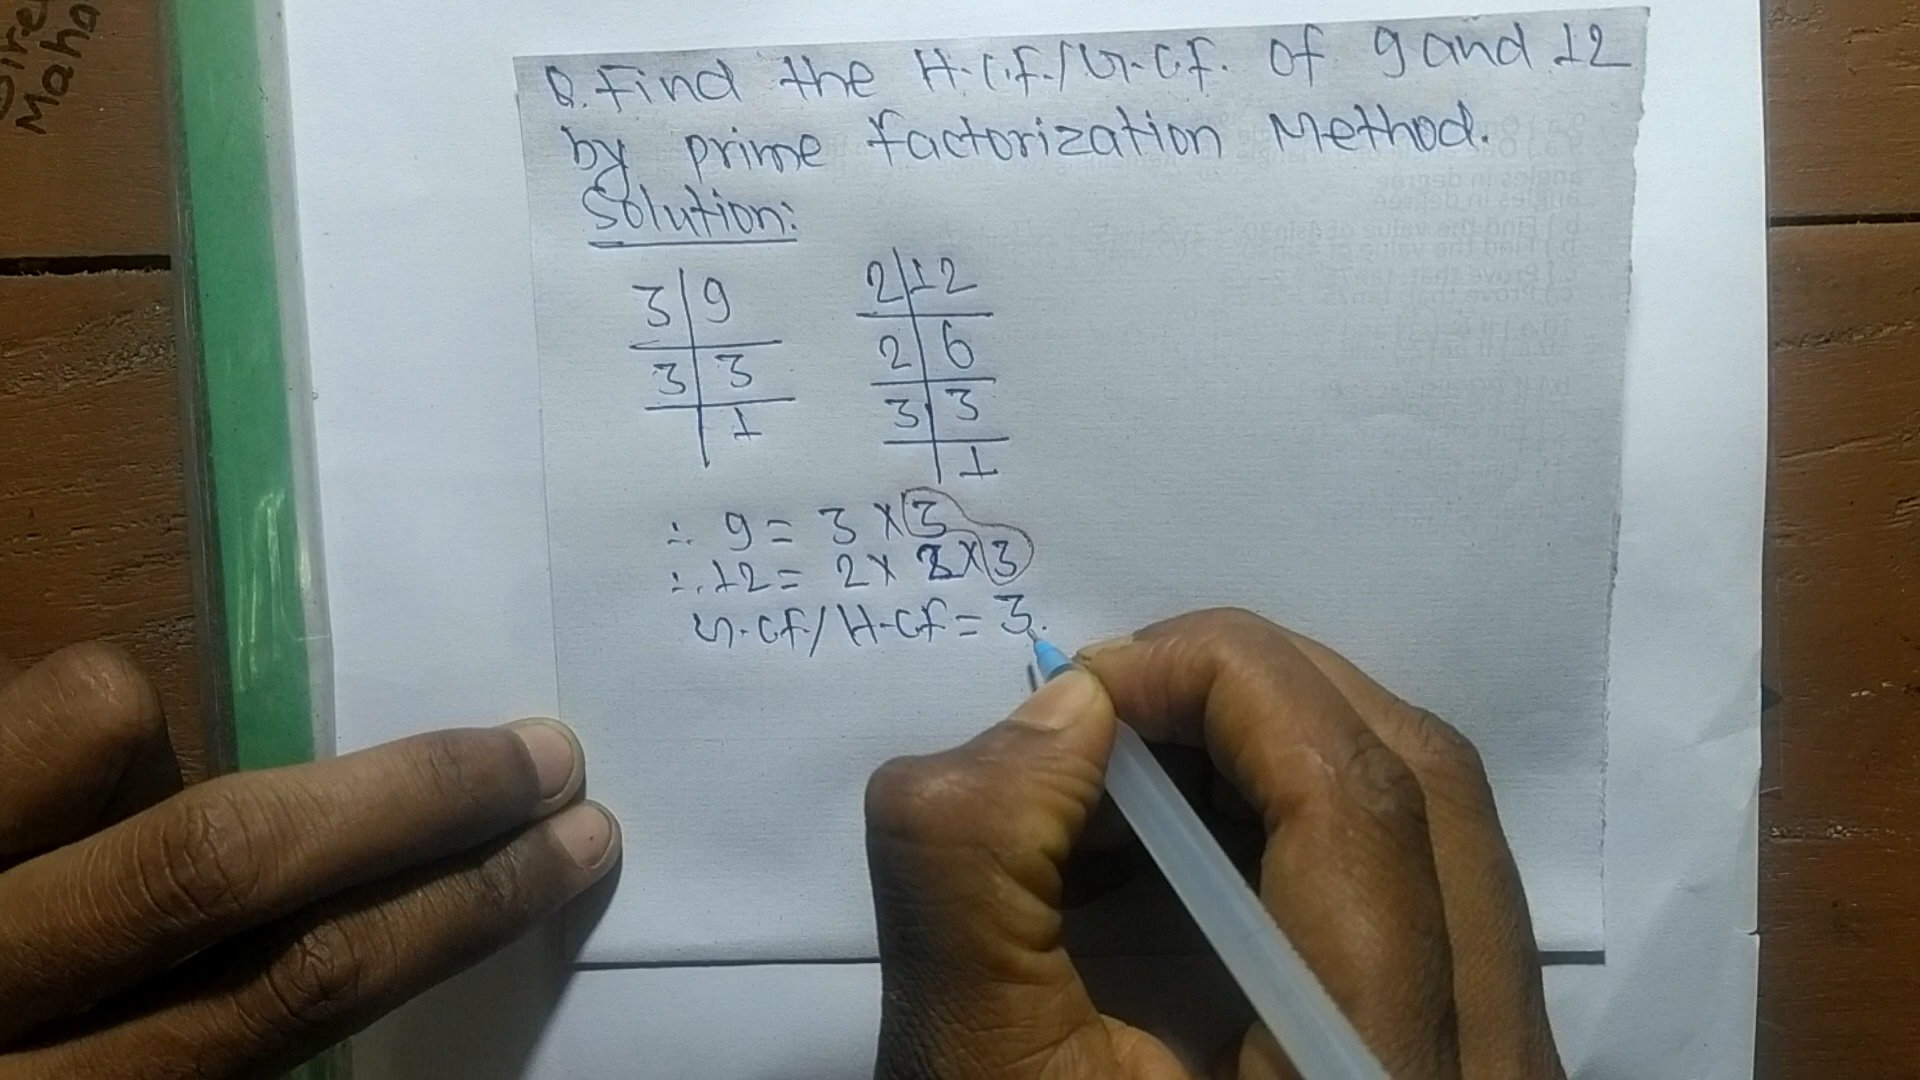 Q. Find the H.C.F./G.C.F. of 9 and 12
by prime factorization Method.
Solution:
3 | 9
3 | 3
1
2 | 12
2 | 6
3 | 3
1
∴ 9 = 3 × 3
∴ 12 = 2 × 2 × 3
G.CF/H.CF = 3.
Maha